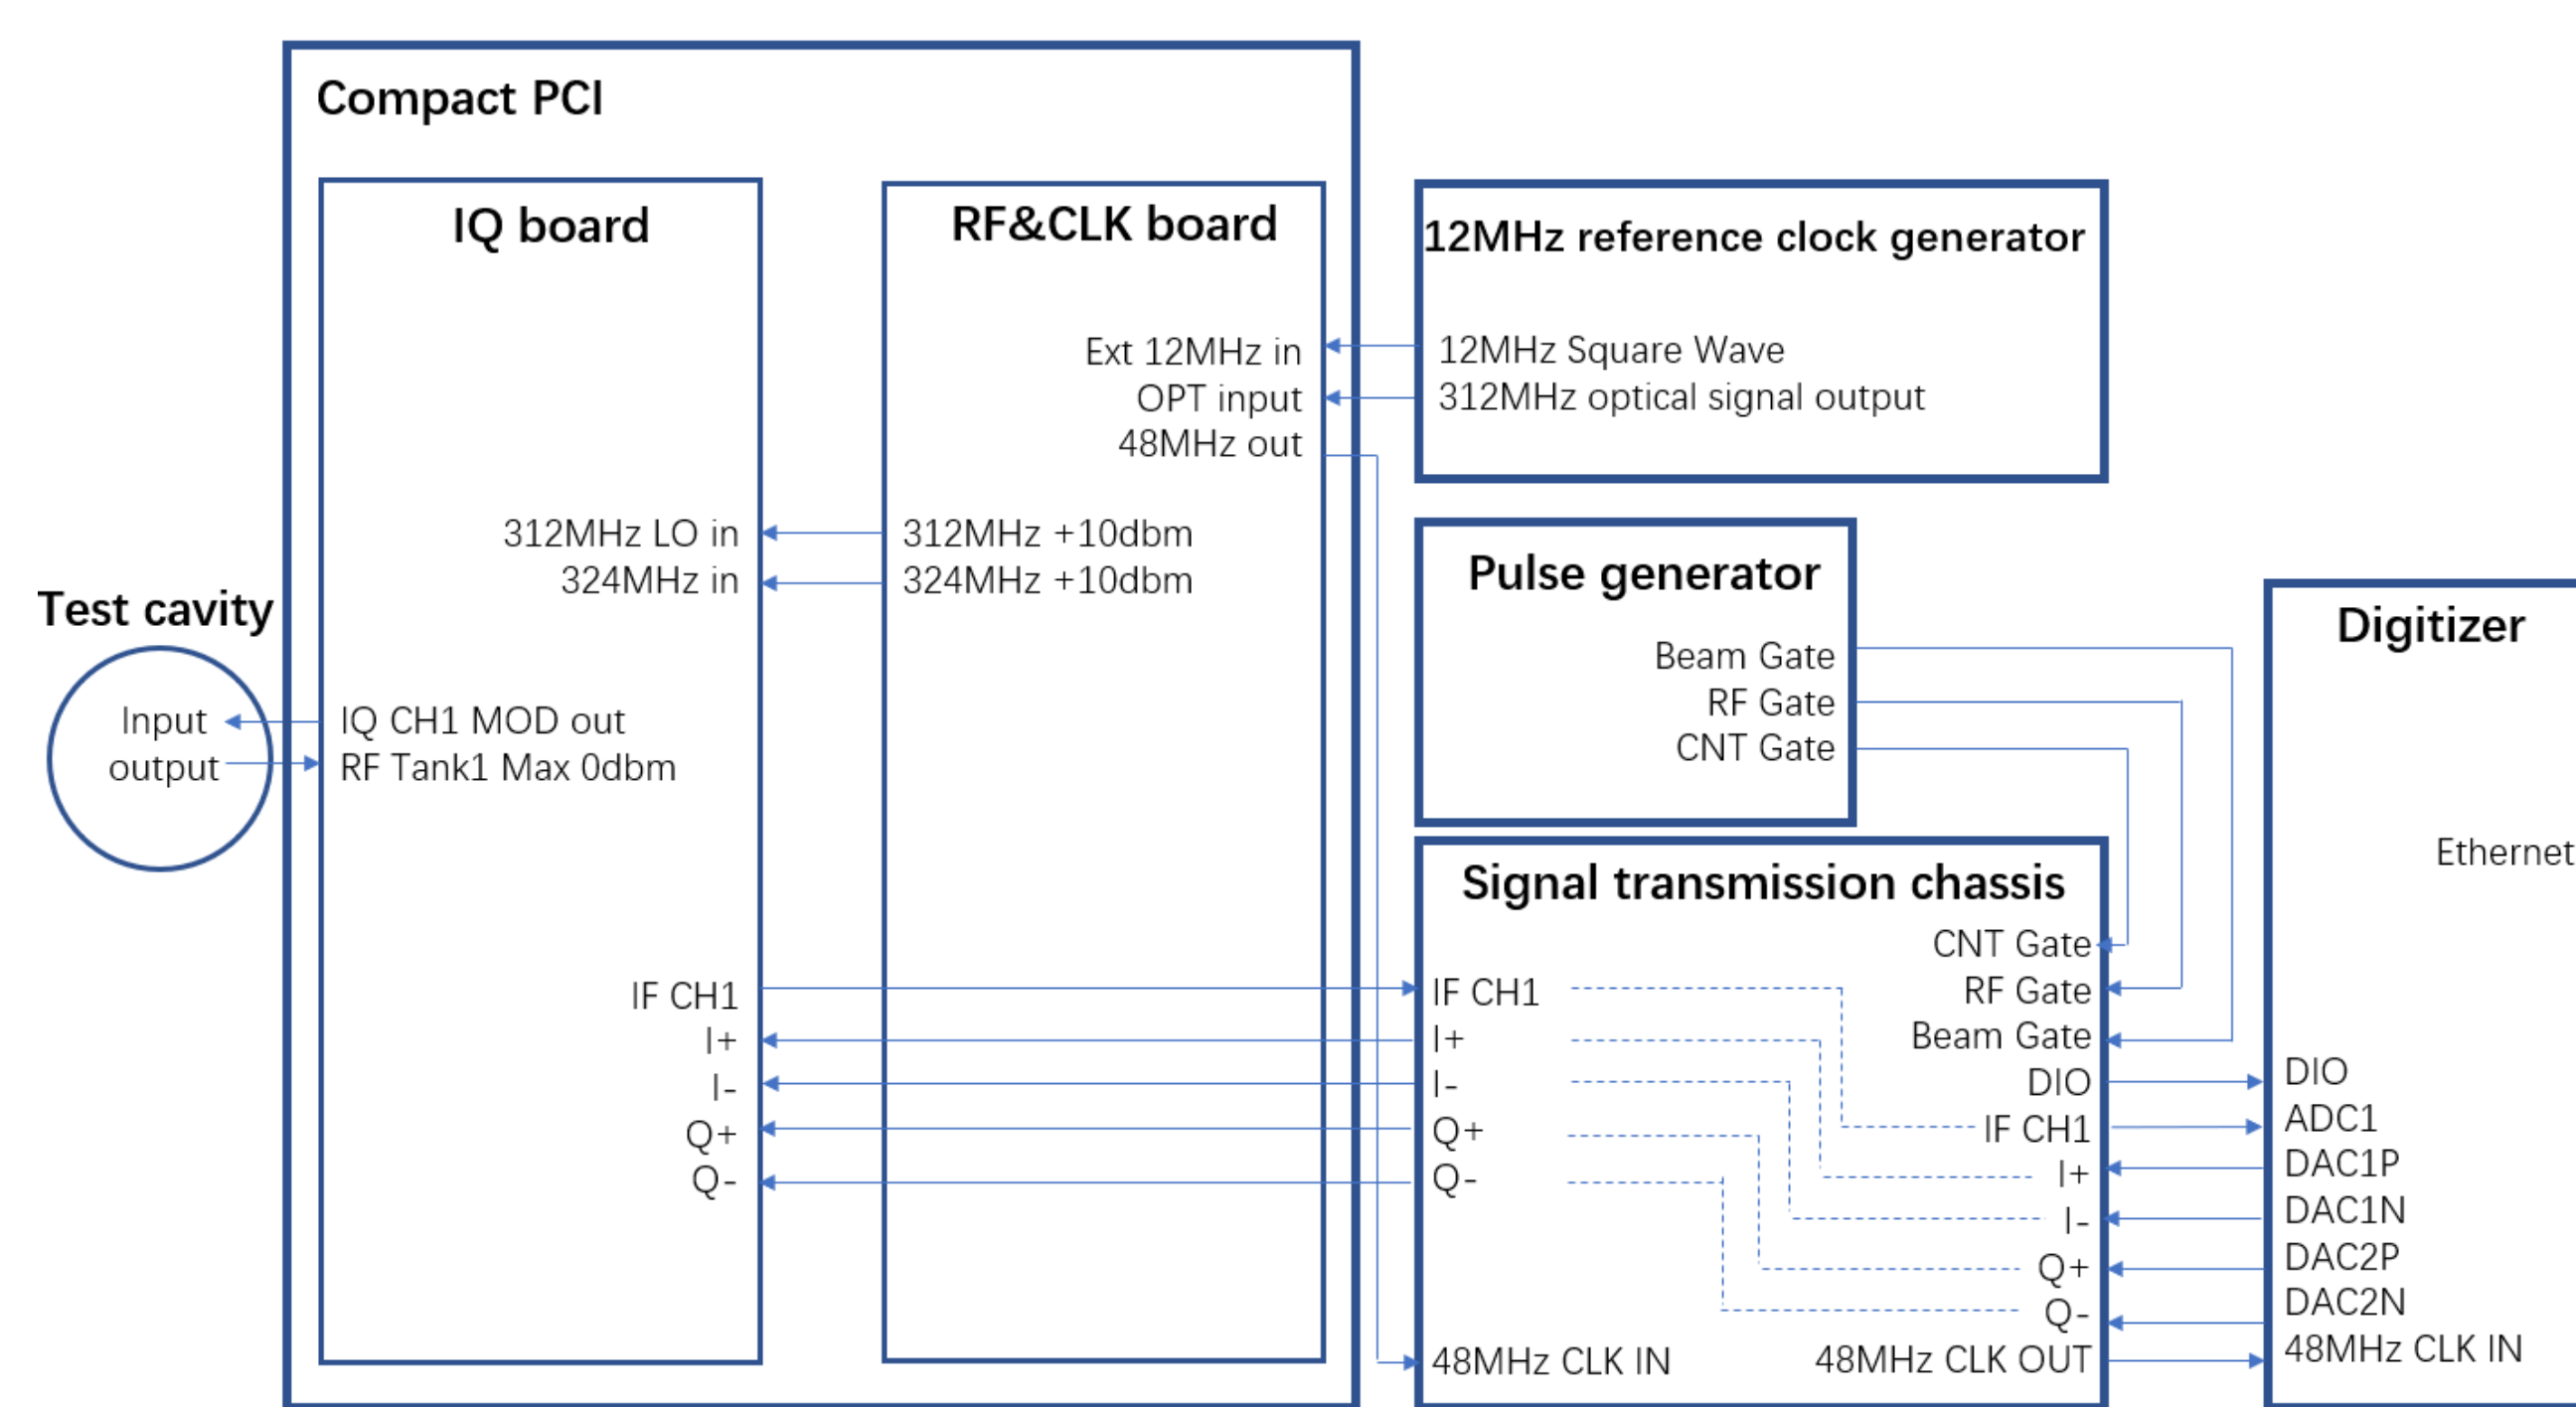 Compact PCI
IQ board
RF&CLK board
12MHz reference clock generator
Ext 12MHz in
OPT input
48MHz out
12MHz Square Wave
312MHz optical signal output
312MHz LO in
324MHz in
312MHz +10dbm
324MHz +10dbm
Test cavity
Input
output
IQ CH1 MOD out
RF Tank1 Max 0dbm
Pulse generator
Beam Gate
RF Gate
CNT Gate
Digitizer
Ethernet
Signal transmission chassis
CNT Gate
RF Gate
Beam Gate
DIO
IF CH1
I+
I-
Q+
Q-
48MHz CLK OUT
IF CH1
I+
I-
Q+
Q-
IF CH1
I+
I-
Q+
Q-
48MHz CLK IN
DIO
ADC1
DAC1P
DAC1N
DAC2P
DAC2N
48MHz CLK IN